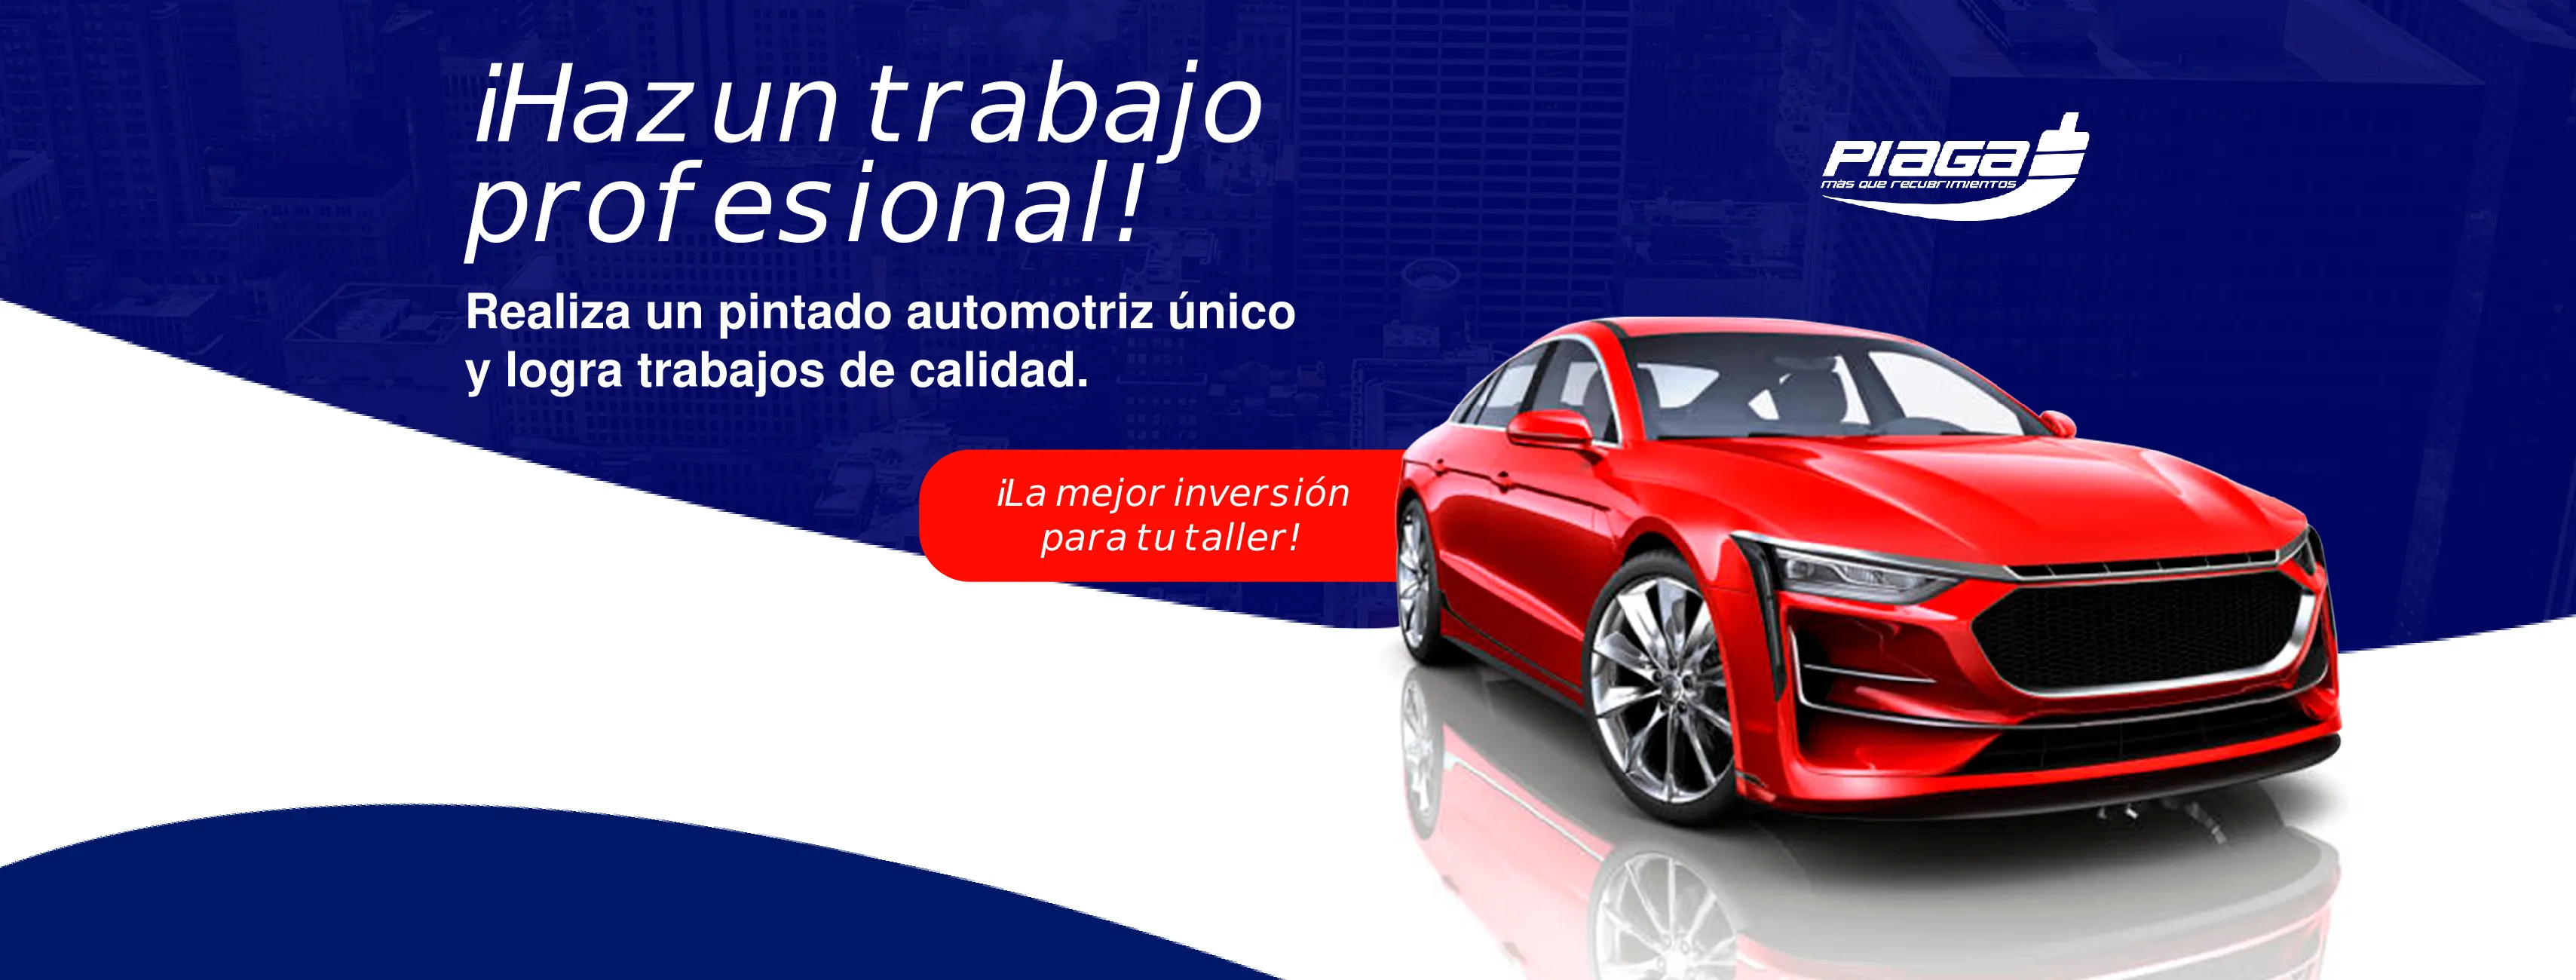 ¡Haz un trabajo
profesional!
Realiza un pintado automotriz único
y logra trabajos de calidad.
¡La mejor inversión
para tu taller!
PIAGA
más que recubrimientos